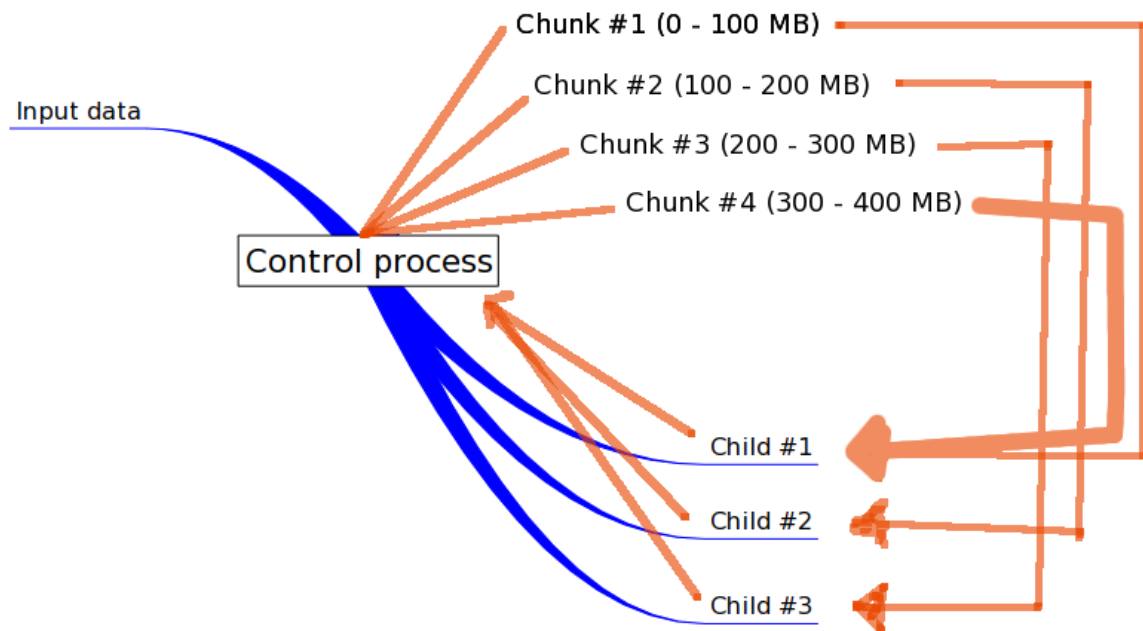 Chunk #1 (0 - 100 MB)
Chunk #2 (100 - 200 MB)
Input data
Chunk #3 (200 - 300 MB)
Chunk #4 (300 - 400 MB)
Control process
Child #1
Child #2
Child #3